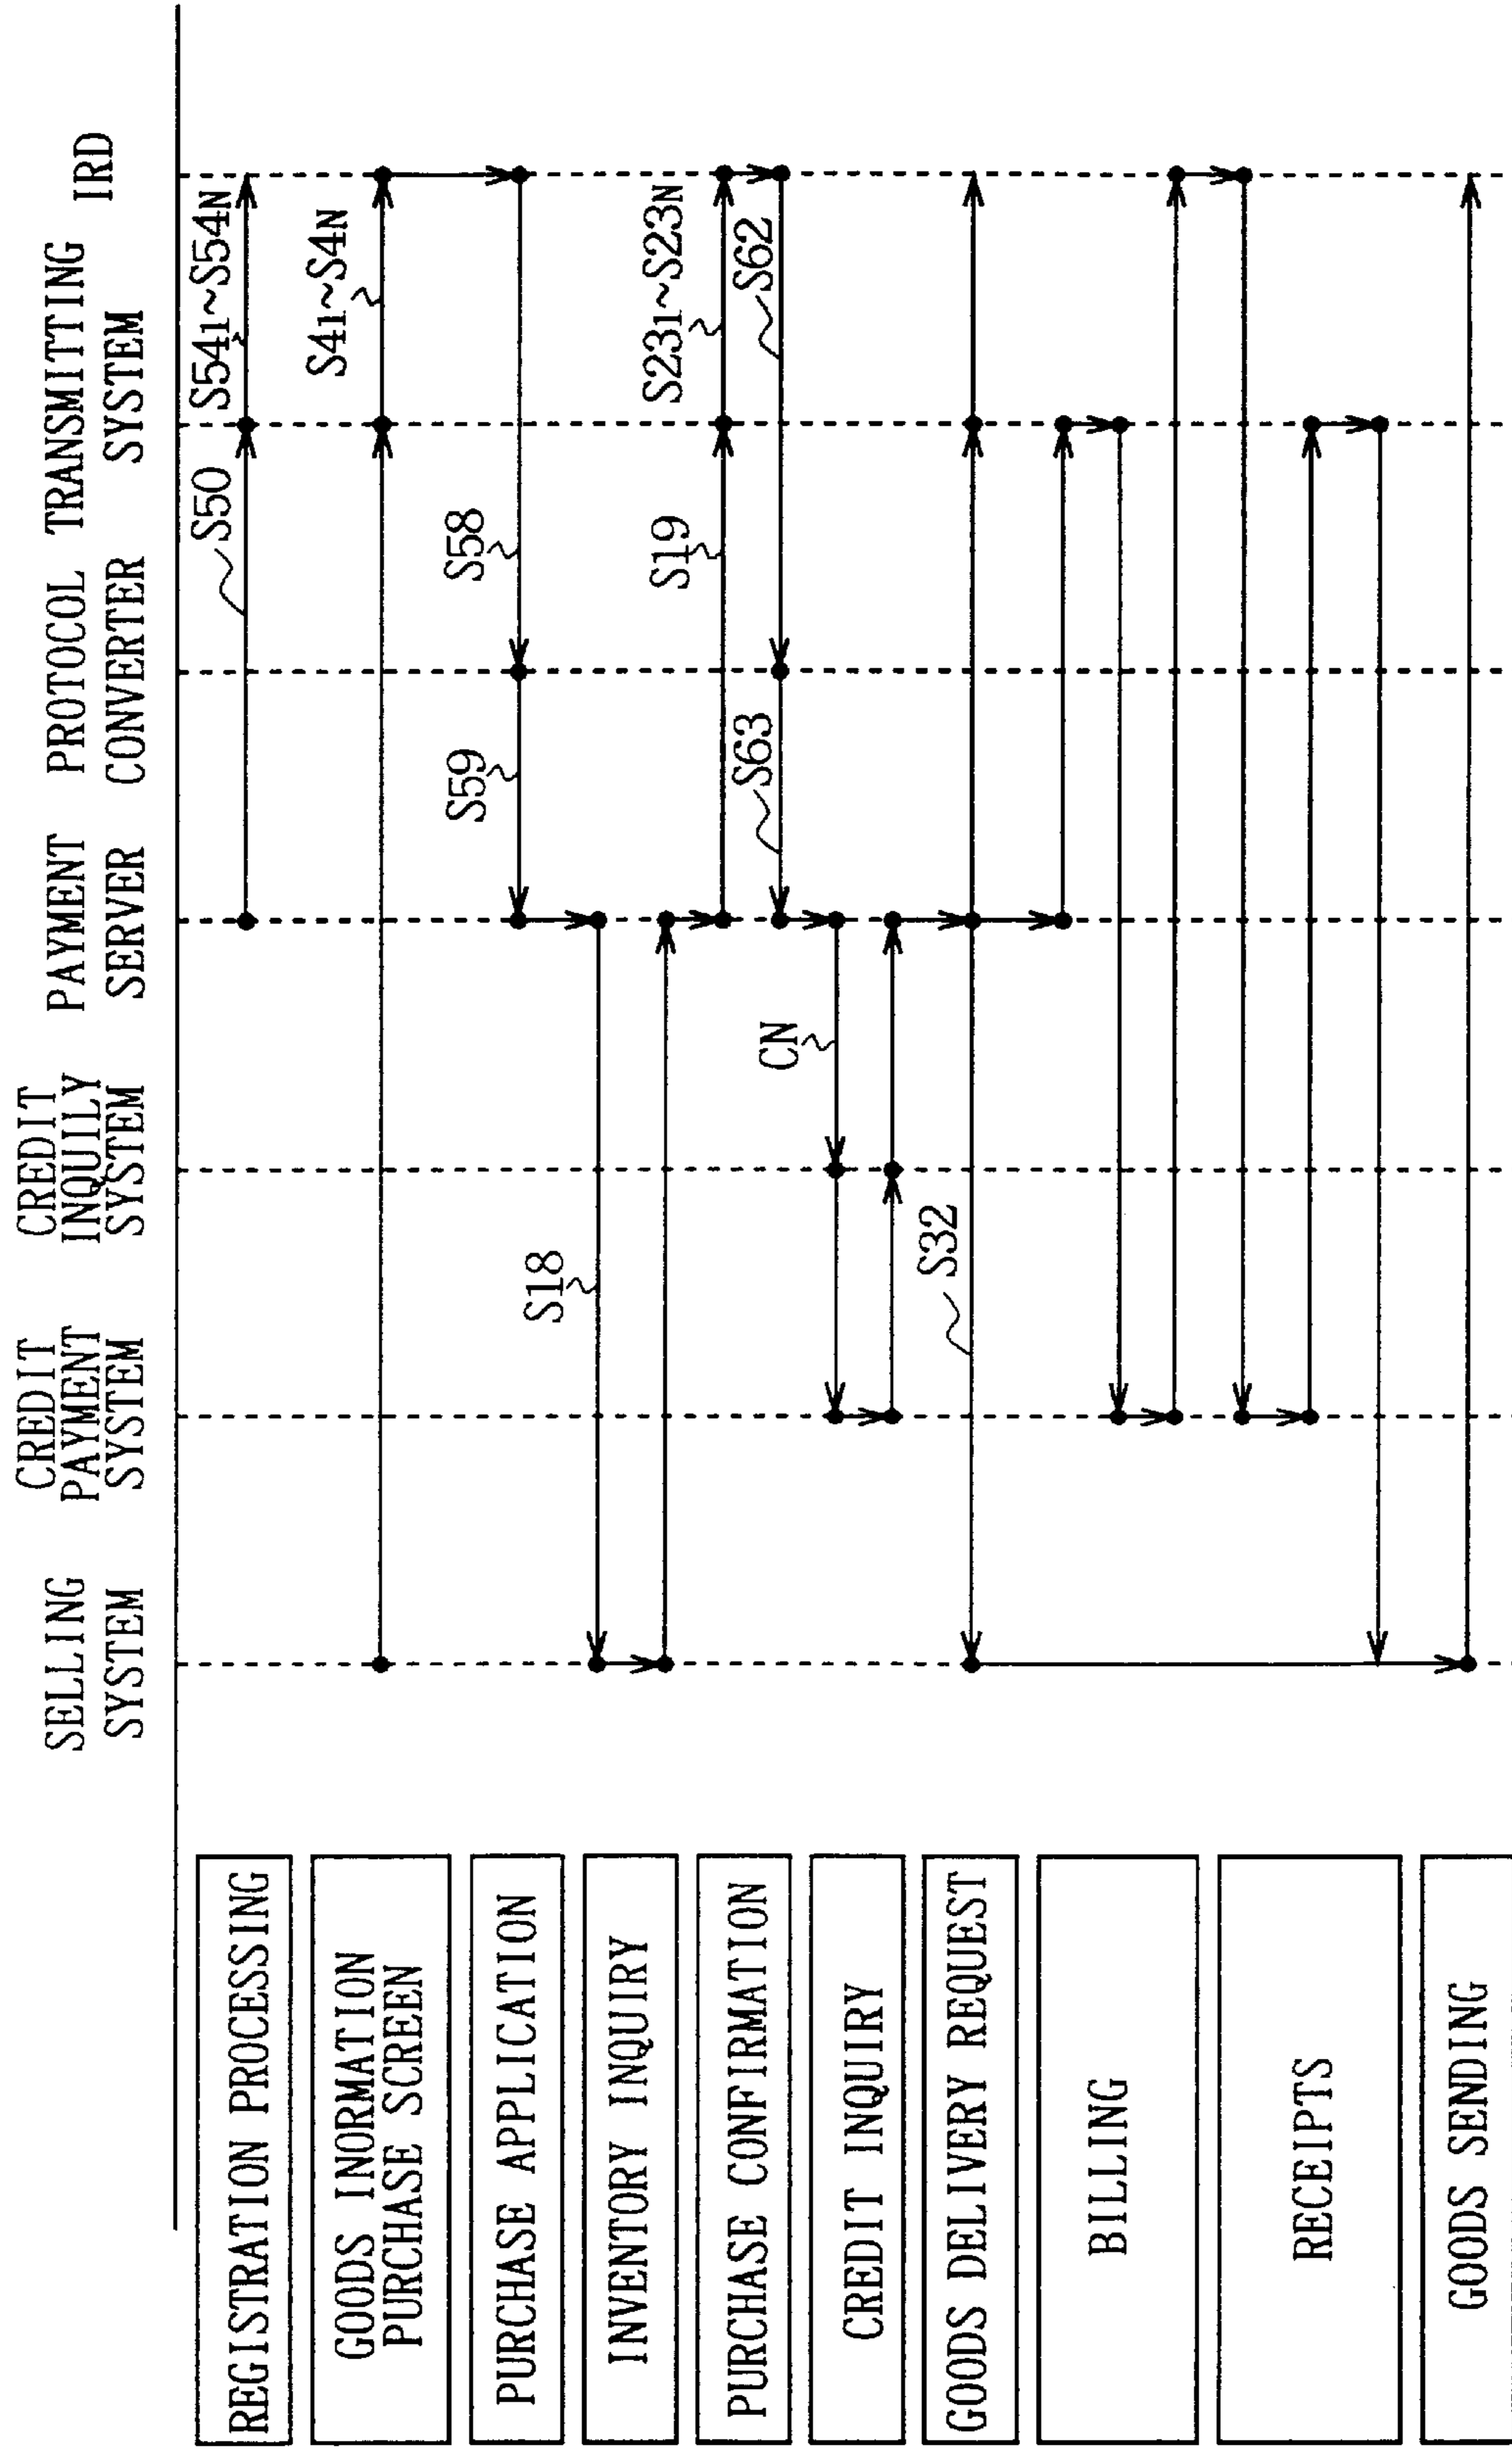 SELLING
SYSTEM
CREDIT
PAYMENT
SYSTEM
CREDIT
INQUILY
SYSTEM
PAYMENT
SERVER
PROTOCOL
CONVERTER
TRANSMITTING
SYSTEM
IRD
REGISTRATION PROCESSING
S50
S541~S54N
GOODS INORMATION
PURCHASE SCREEN
S41~S4N
PURCHASE APPLICATION
S59
S58
INVENTORY INQUIRY
S18
PURCHASE CONFIRMATION
S19
S231~S23N
S63
S62
CREDIT INQUIRY
CN
GOODS DELIVERY REQUEST
S32
BILLING
RECEIPTS
GOODS SENDING